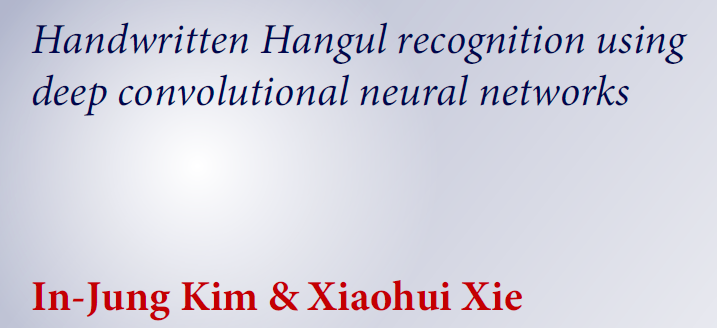 Handwritten Hangul recognition using
deep convolutional neural networks
In-Jung Kim & Xiaohui Xie